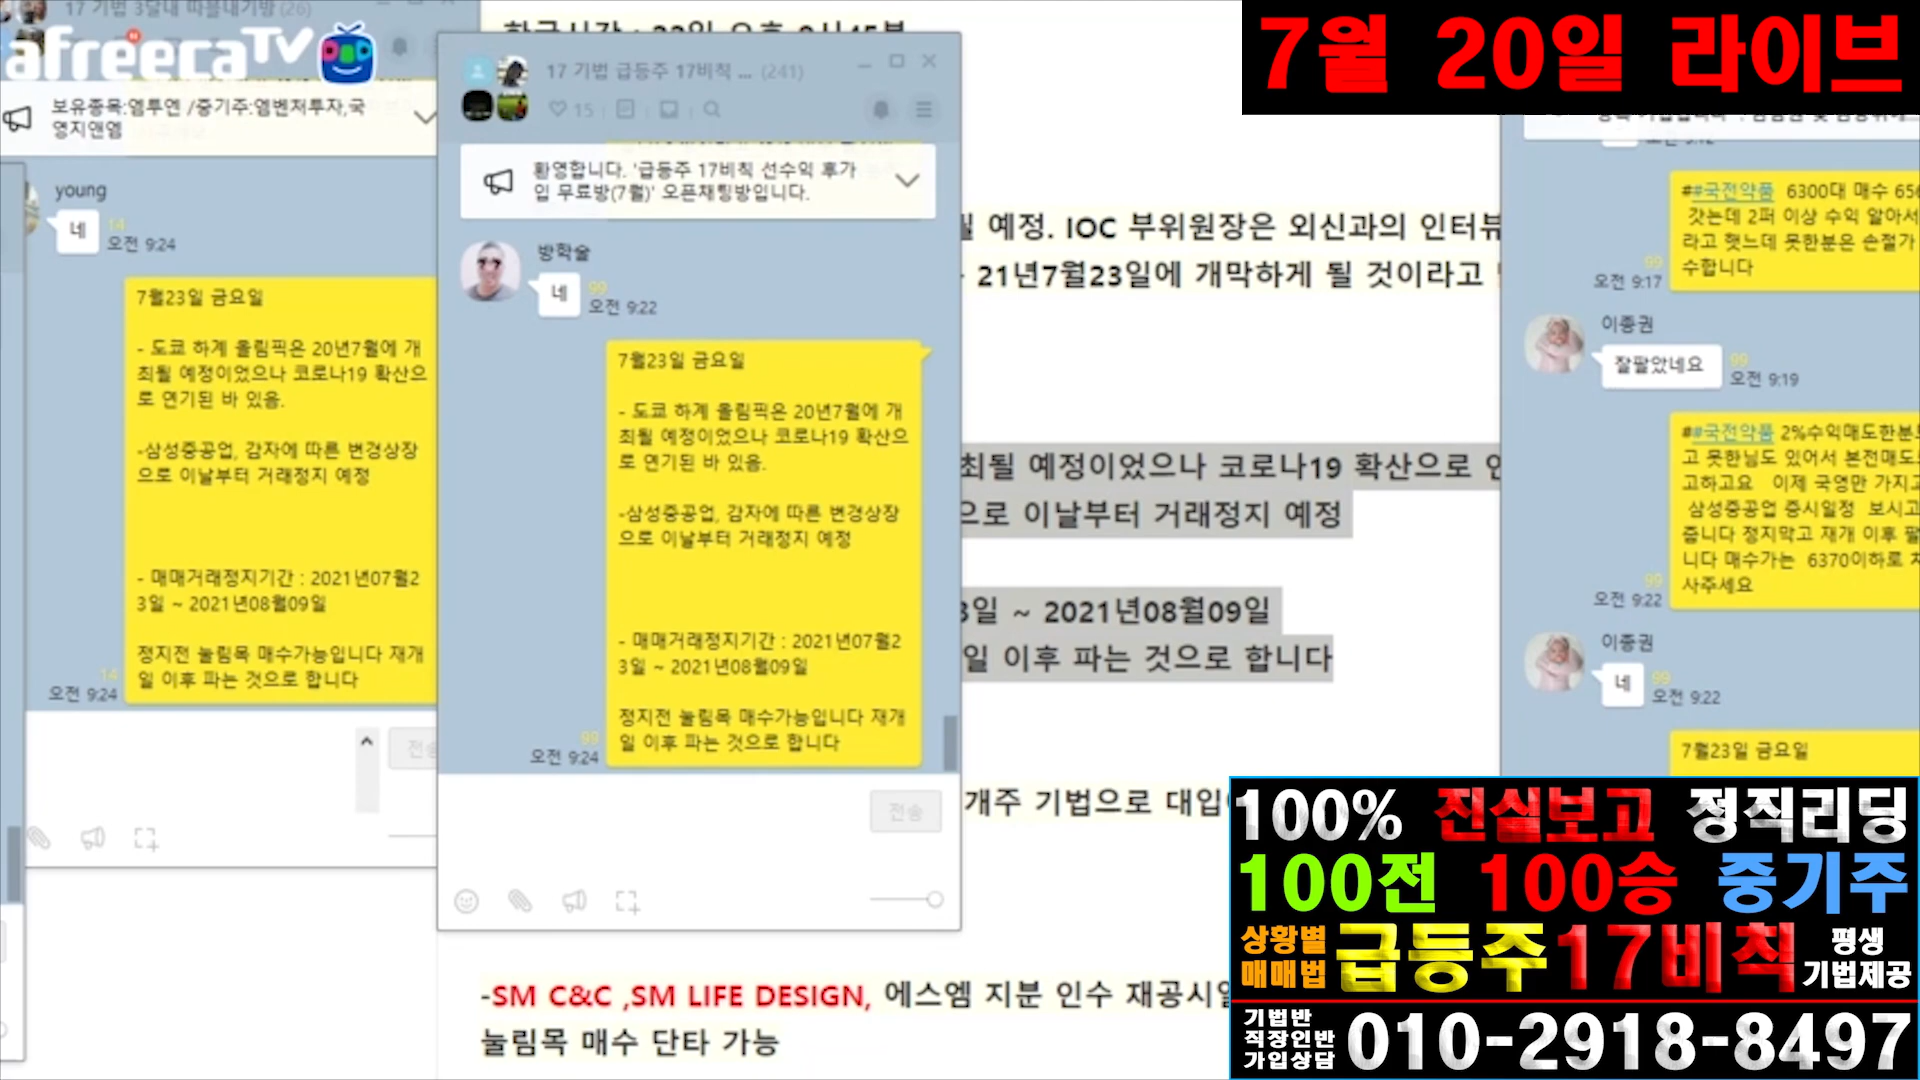 17 기법 3달내 따블내기방 (26)
afreecaTV
보유종목:엠투엔 /중기주:엠벤저투자,국
영지앤엠
young
네
14
오전 9:24
7월23일 금요일
- 도쿄 하계 올림픽은 20년7월에 개
최될 예정이었으나 코로나19 확산으
로 연기된 바 있음.
-삼성중공업, 감자에 따른 변경상장
으로 이날부터 거래정지 예정
- 매매거래정지기간 : 2021년07월2
3일 ~ 2021년08월09일
정지전 눌림목 매수가능입니다 재개
일 이후 파는 것으로 합니다
14
오전 9:24
전송
17 기법 급등주 17비칙 ... (241)
15
환영합니다. '급등주 17비칙 선수익 후가
입 무료방(7월)' 오픈채팅방입니다.
방학술
네
99
오전 9:22
7월23일 금요일
- 도쿄 하계 올림픽은 20년7월에 개
최될 예정이었으나 코로나19 확산으
로 연기된 바 있음.
-삼성중공업, 감자에 따른 변경상장
으로 이날부터 거래정지 예정
- 매매거래정지기간 : 2021년07월2
3일 ~ 2021년08월09일
정지전 눌림목 매수가능입니다 재개
일 이후 파는 것으로 합니다
99
오전 9:24
전송
예정. IOC 부위원장은 외신과의 인터뷰
21년7월23일에 개막하게 될 것이라고
최될 예정이었으나 코로나19 확산으로
으로 이날부터 거래정지 예정
3일 ~ 2021년08월09일
일 이후 파는 것으로 합니다
개주 기법으로
-SM C&C ,SM LIFE DESIGN, 에스엠 지분 인수 재공시일
눌림목 매수 단타 가능
7월 20일 라이브
##국전약품 6300대 매수
갓는데 2퍼 이상 수익 알아서
라고 햇느데 못한분은 손절가
수합니다
99
오전 9:17
이종권
잘팔았네요
99
오전 9:19
##국전약품 2%수익매도한분
고 못한님도 있어서 본전매도
고하고요 이제 국영만 가지고
삼성중공업 증시일정 보시고
줍니다 정지막고 재개 이후 팔
니다 매수가는 6370이하로
사주세요
99
오전 9:22
이종권
네
99
오전 9:22
7월23일 금요일
100% 진실보고 정직리딩
100전 100승 중기주
상황별
매매법
급등주17비칙
평생
기법제공
기법반
직장인반
가입상담
010-2918-8497